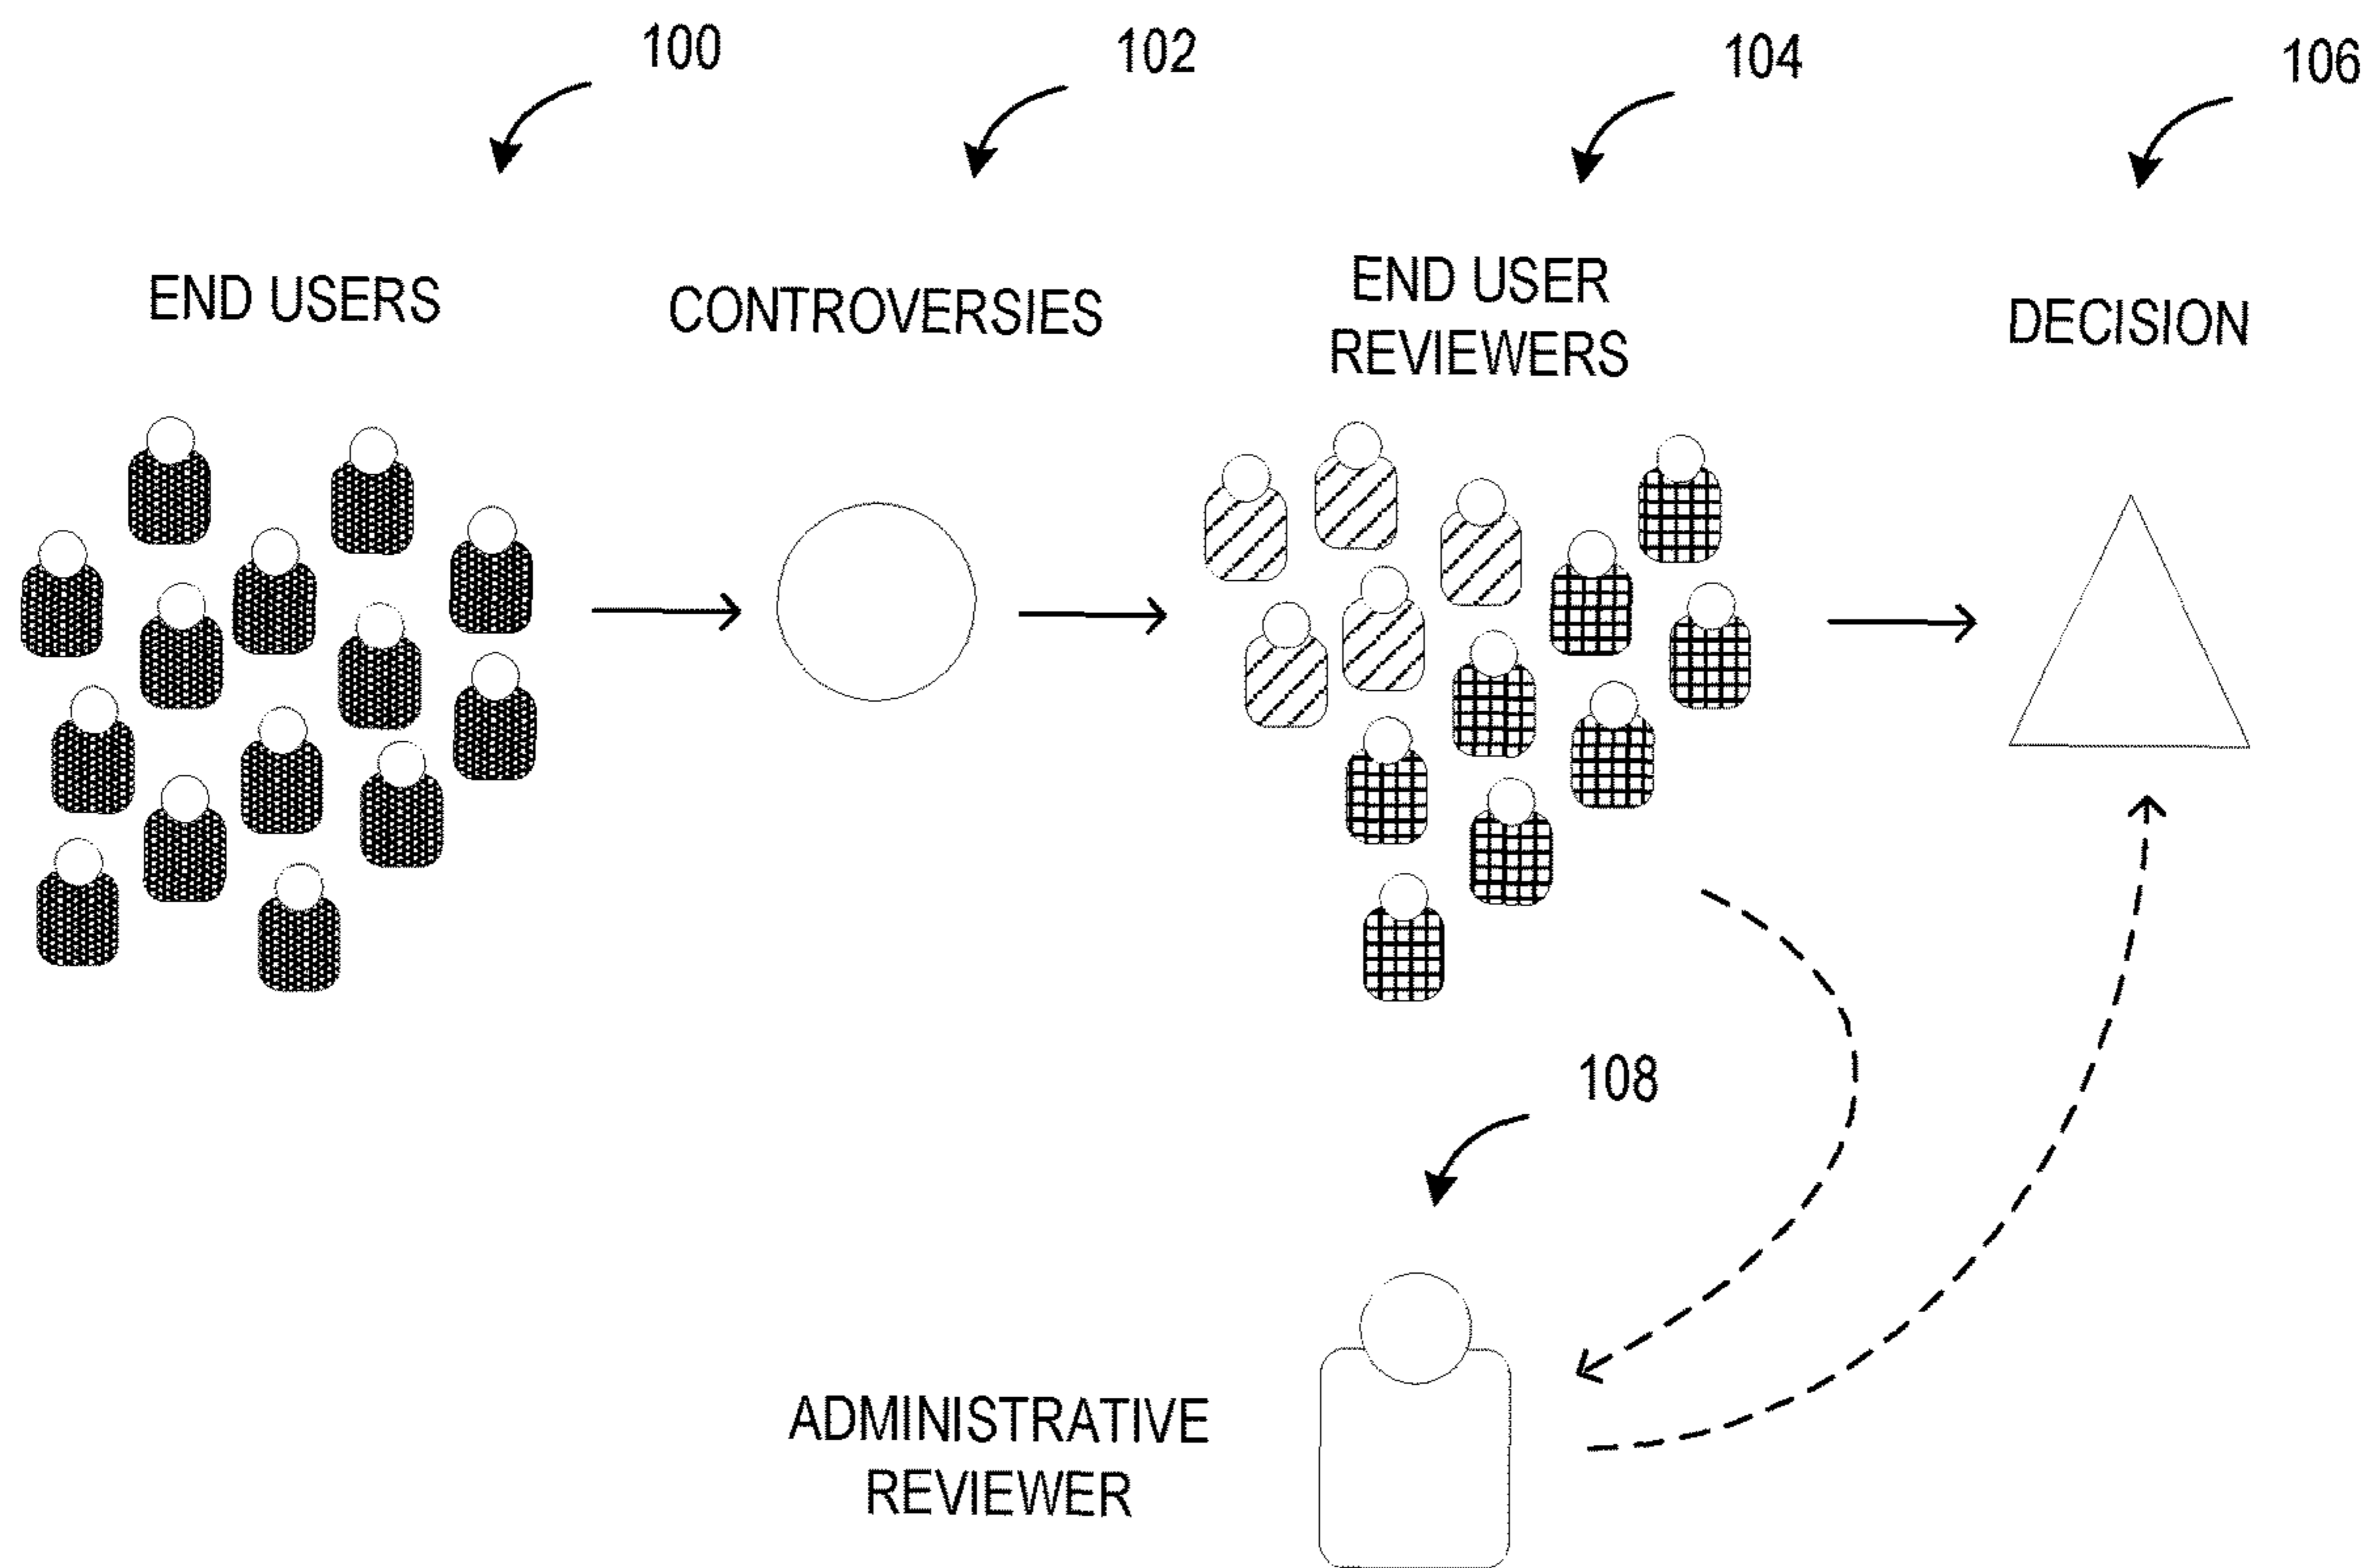 100
102
104
106
END USERS
CONTROVERSIES
END USER
REVIEWERS
DECISION
108
ADMINISTRATIVE
REVIEWER